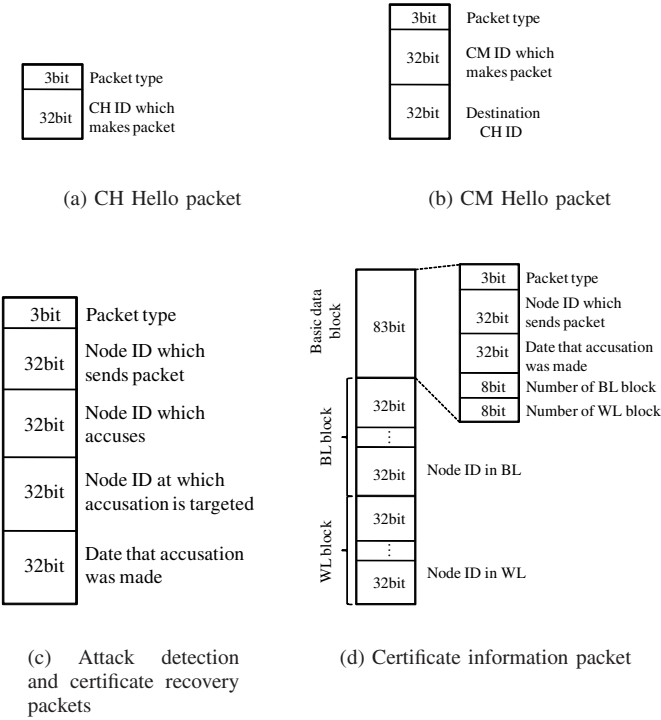 3bit Packet type
32bit CH ID which
makes packet
(a) CH Hello packet
3bit Packet type
32bit CM ID which
makes packet
32bit Destination
CH ID
(b) CM Hello packet
3bit Packet type
32bit Node ID which
sends packet
32bit Node ID which
accuses
32bit Node ID at which
accusation is targeted
32bit Date that accusation
was made
(c) Attack detection
and certificate recovery
packets
Basic data
block
83bit
3bit Packet type
32bit Node ID which
sends packet
32bit Date that accusation
was made
8bit Number of BL block
8bit Number of WL block
BL block
32bit
⋮
32bit
Node ID in BL
WL block
32bit
⋮
32bit
Node ID in WL
(d) Certificate information packet